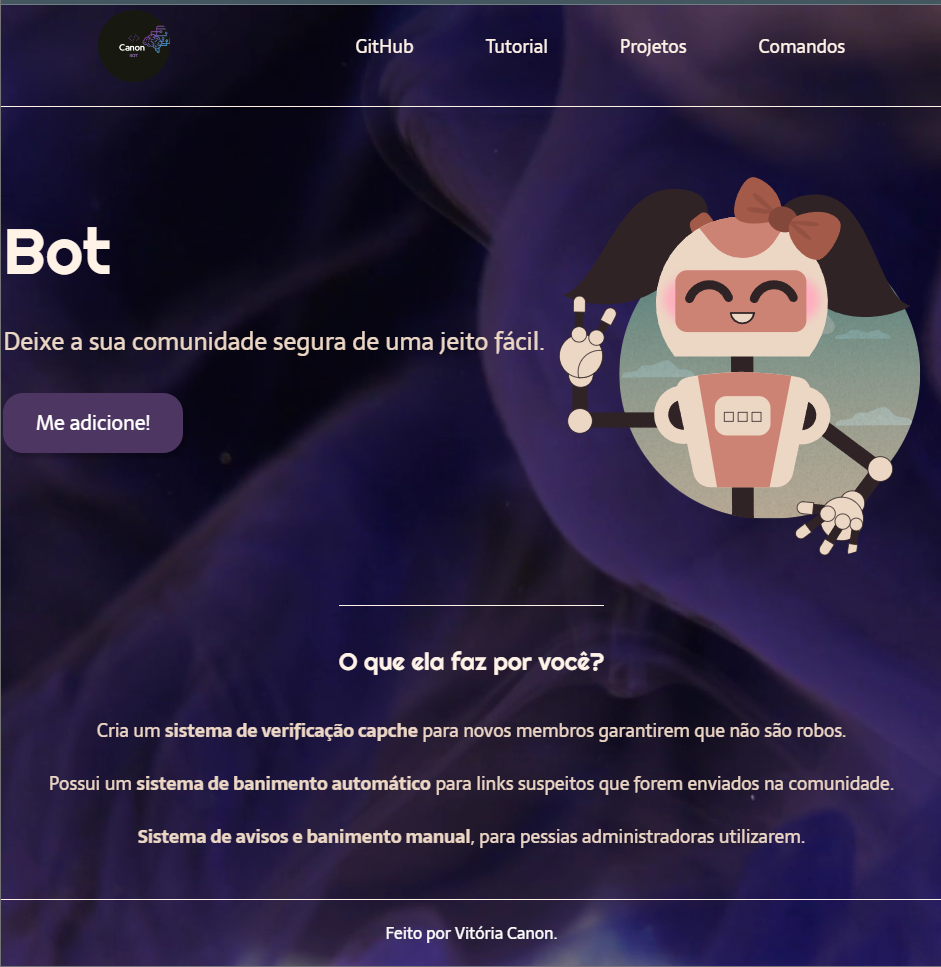 Canon
BOT
GitHub
Tutorial
Projetos
Comandos
Bot
Deixe a sua comunidade segura de uma jeito fácil.
Me adicione!
O que ela faz por você?
Cria um sistema de verificação capche para novos membros garantirem que não são robos.
Possui um sistema de banimento automático para links suspeitos que forem enviados na comunidade.
Sistema de avisos e banimento manual, para pessias administradoras utilizarem.
Feito por Vitória Canon.